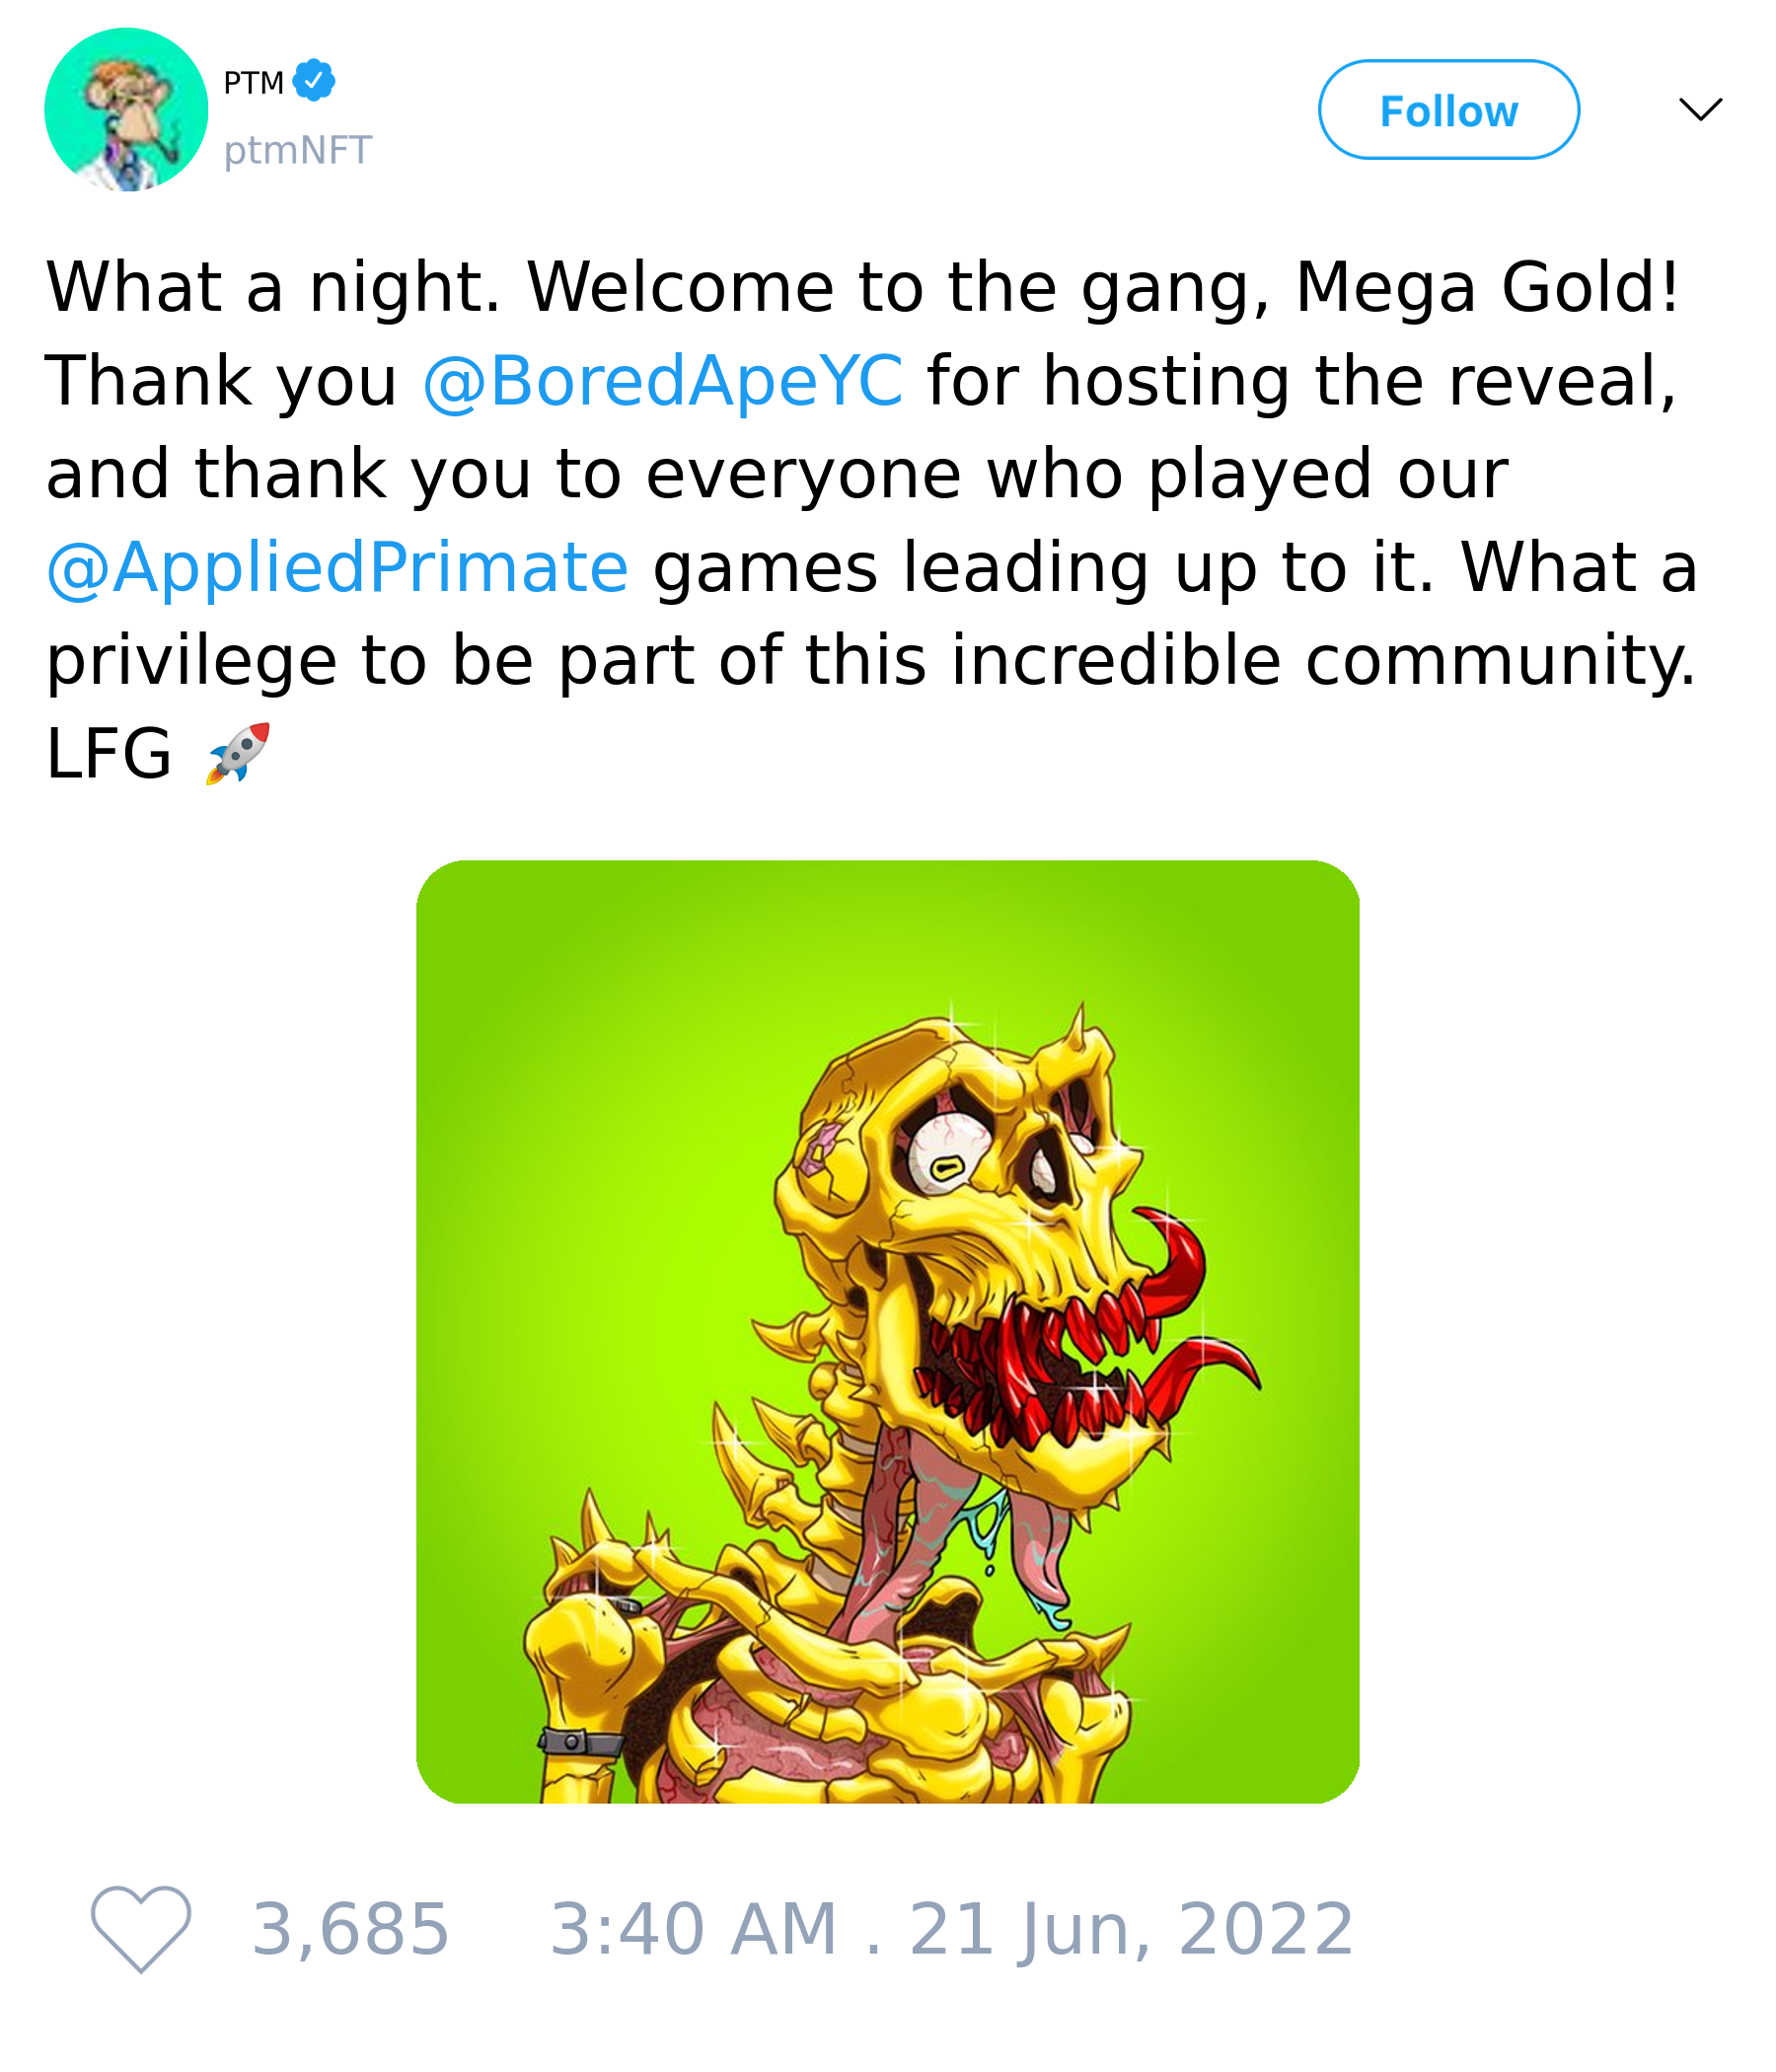 PTM
ptmNFT
Follow
What a night. Welcome to the gang, Mega Gold!
Thank you @BoredApeYC for hosting the reveal,
and thank you to everyone who played our
@AppliedPrimate games leading up to it. What a
privilege to be part of this incredible community.
LFG 🚀
3,685 3:40 AM . 21 Jun, 2022